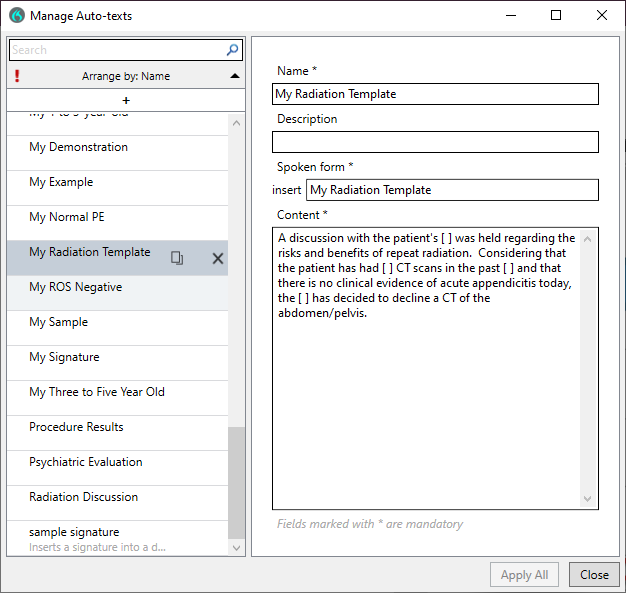 Manage Auto-texts
Search
Arrange by: Name
+
My Demonstration
My Example
My Normal PE
My Radiation Template
My ROS Negative
My Sample
My Signature
My Three to Five Year Old
Procedure Results
Psychiatric Evaluation
Radiation Discussion
sample signature
Inserts a signature into a d...
Name *
My Radiation Template
Description
Spoken form *
insert My Radiation Template
Content *
A discussion with the patient's [ ] was held regarding the
risks and benefits of repeat radiation.  Considering that
the patient has had [ ] CT scans in the past [ ] and that
there is no clinical evidence of acute appendicitis today,
the [ ] has decided to decline a CT of the
abdomen/pelvis.
Fields marked with * are mandatory
Apply All
Close